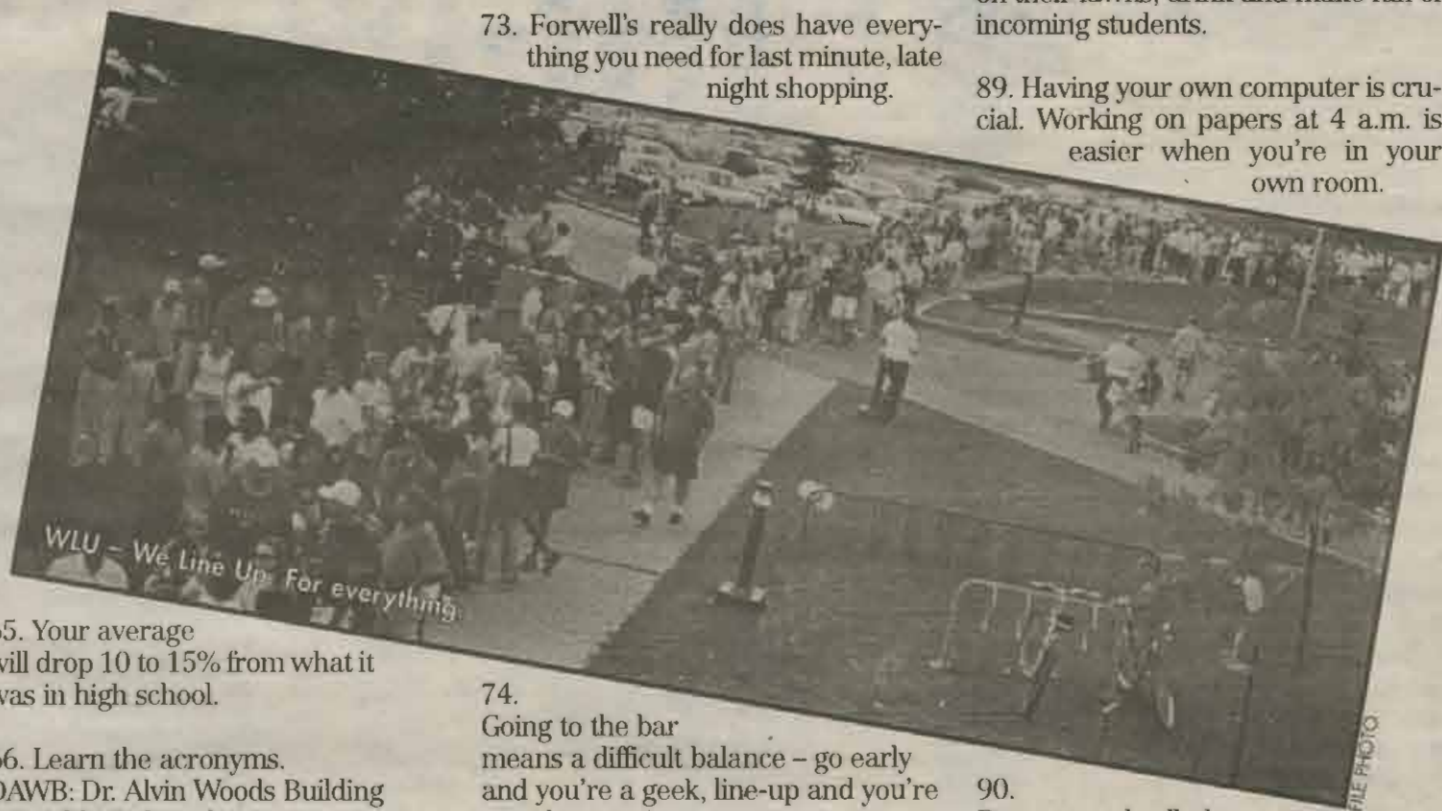 WLU – We Line Up. For everything.
55. Your average
will drop 10 to 15% from what it
was in high school.
56. Learn the acronyms.
DAWB: Dr. Alvin Woods Building
73. Forwell's really does have every-
thing you need for last minute, late
night shopping.
74.
Going to the bar
means a difficult balance – go early
and you're a geek, line-up and you're
incoming students.
89. Having your own computer is cru-
cial. Working on papers at 4 a.m. is
easier when you're in your
own room.
90.
PHOTO